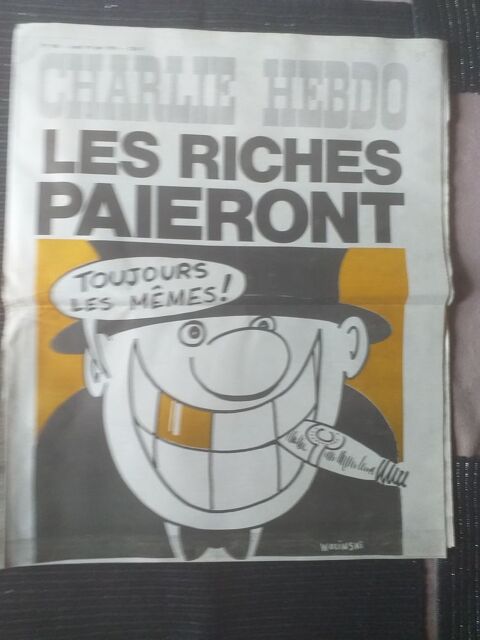 CHARLIE HEBDO
LES RICHES
PAIERONT
TOUJOURS
LES MÊMES!
WOLINSKI